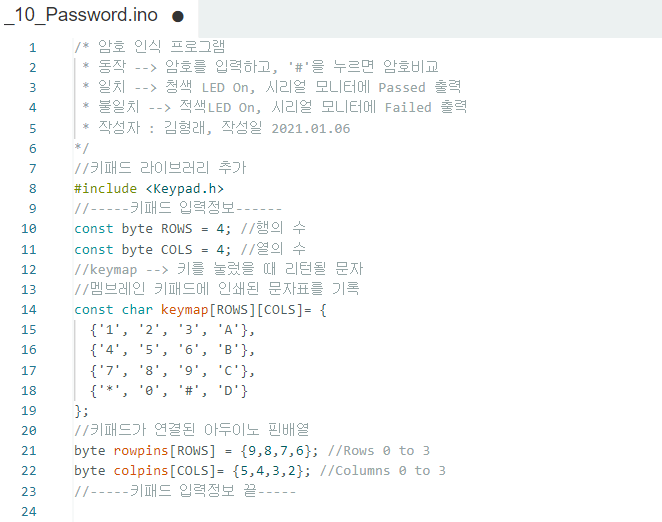 _10_Password.ino ●
1 /* 암호 인식 프로그램
2 * 동작 --> 암호를 입력하고, '#'을 누르면 암호비교
3 * 일치 --> 청색 LED On, 시리얼 모니터에 Passed 출력
4 * 불일치 --> 적색LED On, 시리얼 모니터에 Failed 출력
5 * 작성자 : 김형래, 작성일 2021.01.06
6 */
7 //키패드 라이브러리 추가
8 #include <Keypad.h>
9 //-----키패드 입력정보------
10 const byte ROWS = 4; //행의 수
11 const byte COLS = 4; //열의 수
12 //keymap --> 키를 눌렀을 때 리턴될 문자
13 //멤브레인 키패드에 인쇄된 문자표를 기록
14 const char keymap[ROWS][COLS]= {
15 {'1', '2', '3', 'A'},
16 {'4', '5', '6', 'B'},
17 {'7', '8', '9', 'C'},
18 {'*', '0', '#', 'D'}
19 };
20 //키패드가 연결된 아두이노 핀배열
21 byte rowpins[ROWS] = {9,8,7,6}; //Rows 0 to 3
22 byte colpins[COLS]= {5,4,3,2}; //Columns 0 to 3
23 //-----키패드 입력정보 끝-----
24